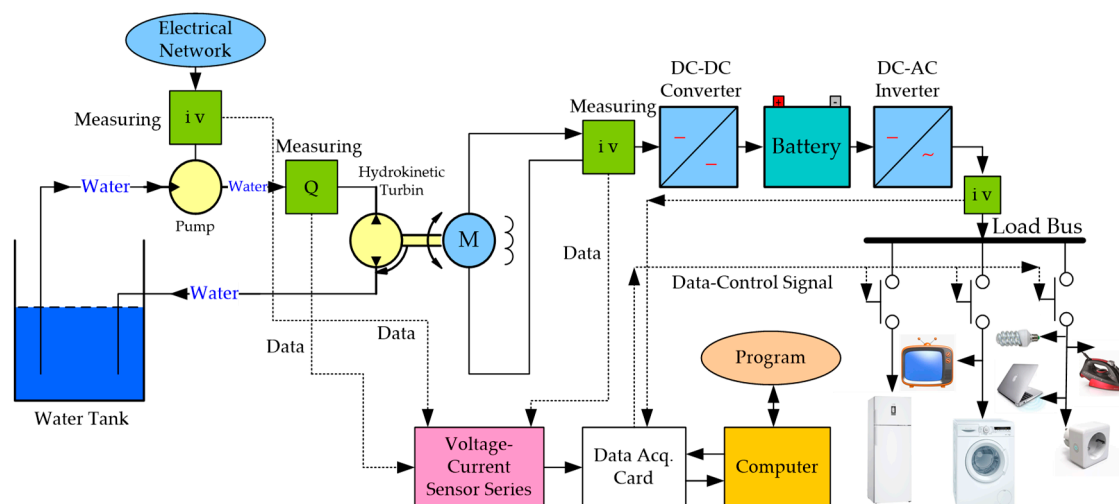 Electrical
Network
Measuring
i v
Measuring
Water
Water
Q
Pump
Hydrokinetic
Turbin
M
Water
Water Tank
Data
Data
Measuring
i v
Data
DC-DC
Converter
+
-
Battery
DC-AC
Inverter
~
i v
Load Bus
Data-Control Signal
Program
Voltage-
Current
Sensor Series
Data Acq.
Card
Computer